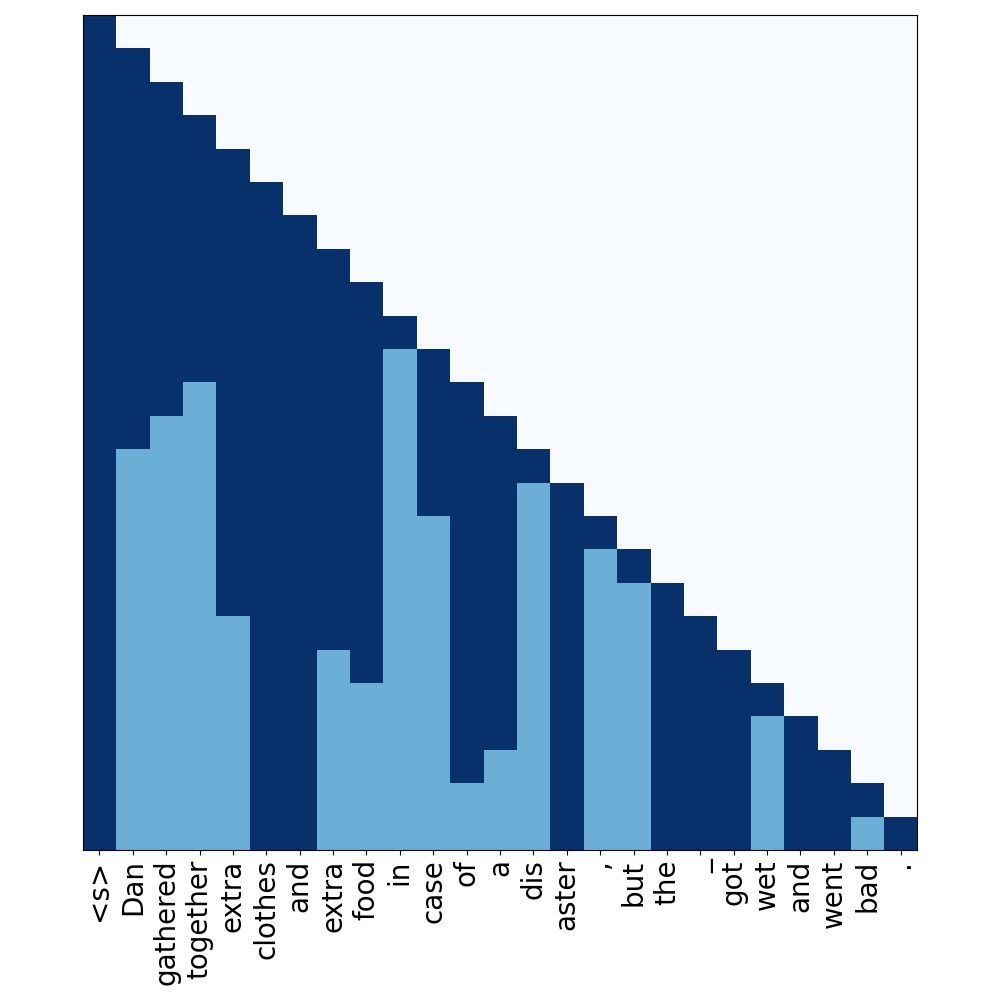 <s>
Dan
gathered
together
extra
clothes
and
extra
food
in
case
of
a
dis
aster
,
but
the
_
got
wet
and
went
bad
.